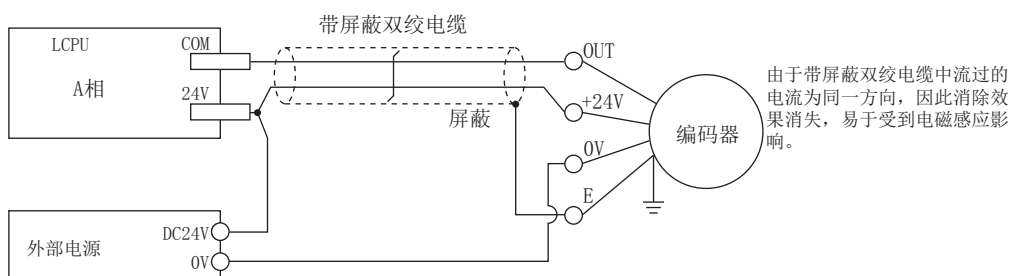 带屏蔽双绞电缆
LCPU
COM
A相
24V
OUT
+24V
屏蔽
0V
E
编码器
由于带屏蔽双绞电缆中流过的
电流为同一方向，因此消除效
果消失，易于受到电磁感应影
响。
外部电源
DC24V
0V